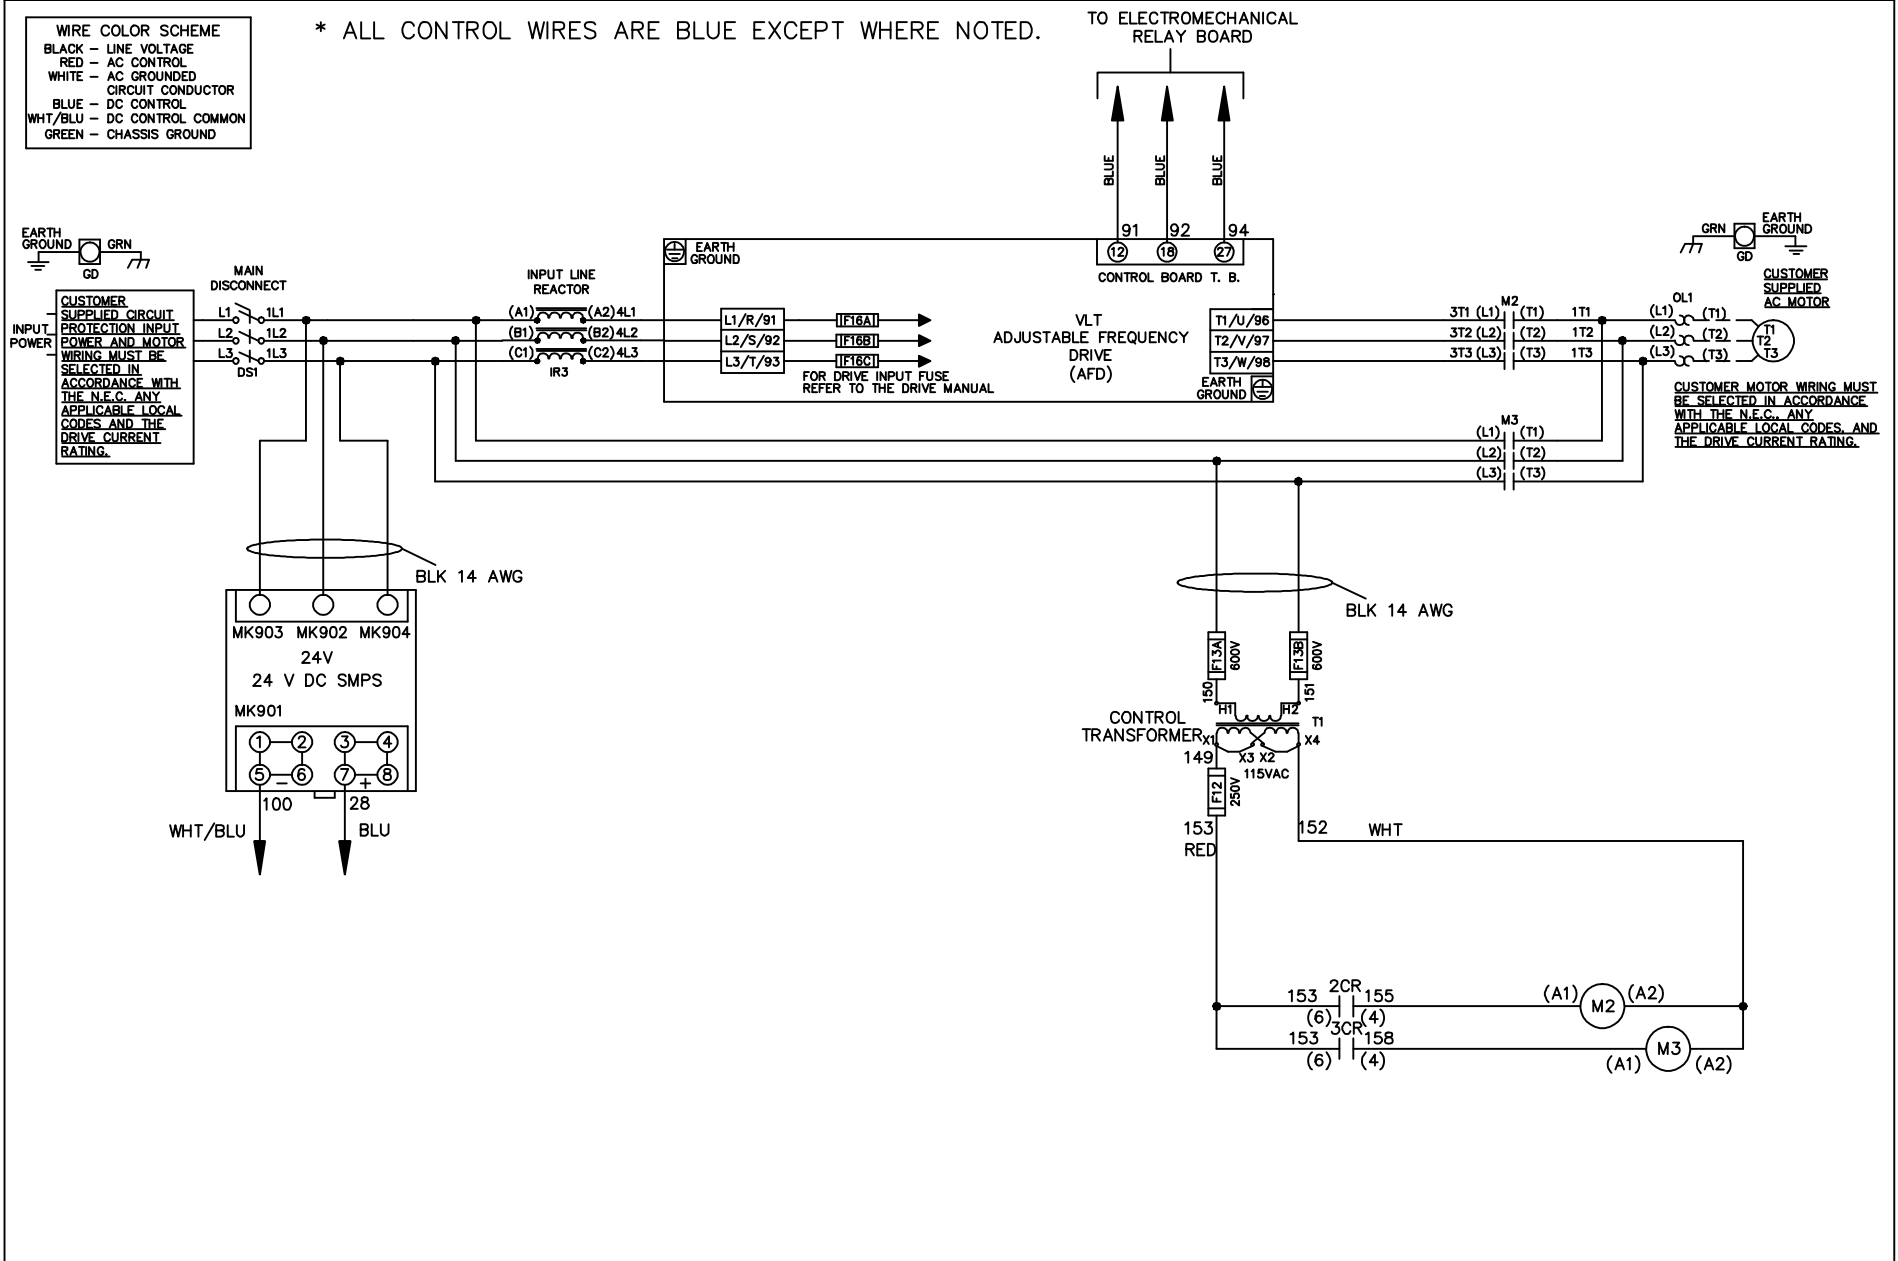 WIRE COLOR SCHEME
BLACK – LINE VOLTAGE
RED – AC CONTROL
WHITE – AC GROUNDED
CIRCUIT CONDUCTOR
BLUE – DC CONTROL
WHT/BLU – DC CONTROL COMMON
GREEN – CHASSIS GROUND
* ALL CONTROL WIRES ARE BLUE EXCEPT WHERE NOTED.
TO ELECTROMECHANICAL
RELAY BOARD
BLUE
BLUE
BLUE
91 92 94
12 18 27
CONTROL BOARD T. B.
EARTH
GROUND
GRN
GD
MAIN
DISCONNECT
L1 1L1
L2 1L2
L3 1L3
DS1
INPUT
POWER
CUSTOMER
SUPPLIED CIRCUIT
PROTECTION INPUT
POWER AND MOTOR
WIRING MUST BE
SELECTED IN
ACCORDANCE WITH
THE N.E.C. ANY
APPLICABLE LOCAL
CODES AND THE
DRIVE CURRENT
RATING.
INPUT LINE
REACTOR
(A1) (A2) 4L1
(B1) (B2) 4L2
(C1) (C2) 4L3
IR3
EARTH
GROUND
L1/R/91
L2/S/92
L3/T/93
IF16A
IF16B
IF16C
FOR DRIVE INPUT FUSE
REFER TO THE DRIVE MANUAL
VLT
ADJUSTABLE FREQUENCY
DRIVE
(AFD)
T1/U/96
T2/V/97
T3/W/98
EARTH
GROUND
M2
3T1 (L1) (T1) 1T1
3T2 (L2) (T2) 1T2
3T3 (L3) (T3) 1T3
OL1
(L1) (T1)
(L2) (T2)
(L3) (T3)
T1
T2
T3
GRN
GD
EARTH
GROUND
CUSTOMER
SUPPLIED
AC MOTOR
CUSTOMER MOTOR WIRING MUST
BE SELECTED IN ACCORDANCE
WITH THE N.E.C., ANY
APPLICABLE LOCAL CODES, AND
THE DRIVE CURRENT RATING.
M3
(L1) (T1)
(L2) (T2)
(L3) (T3)
BLK 14 AWG
MK903 MK902 MK904
24V
24 V DC SMPS
MK901
1 2 3 4
5 6 7 8
– +
100 28
WHT/BLU BLU
BLK 14 AWG
F13A
600V
F13B
600V
150
151
H1 H2
T1
CONTROL
TRANSFORMER
X1 X4
X3 X2
115VAC
149
F12
250V
153
RED
152 WHT
2CR
153 155
(6) (4)
(A1) M2 (A2)
3CR
153 158
(6) (4)
(A1) M3 (A2)